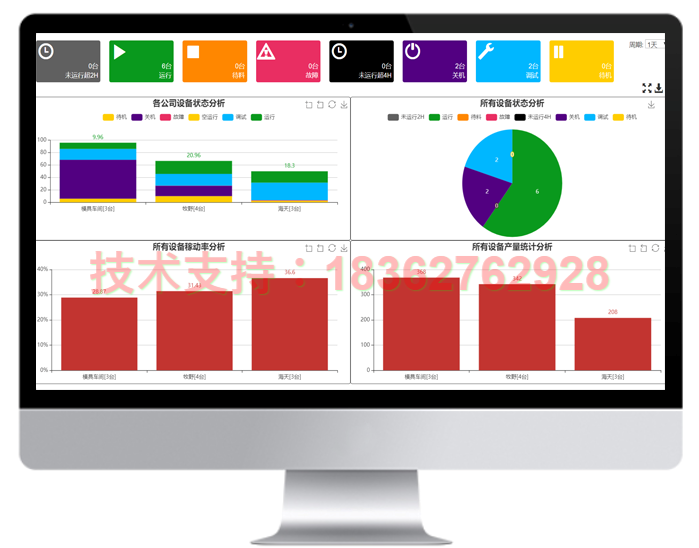 周期: 1天
0台
未运行超2H
6台
运行
0台
待料
0台
故障
0台
未运行超4H
2台
关机
2台
调试
0台
待机
各公司设备状态分析
待机 关机 故障 空运行 调试 运行
100
80
60
40
20
0
9.96
20.96
18.3
模具车间[3台] 牧野[4台] 海天[3台]
所有设备状态分析
未运行2H 运行 待料 故障 未运行4H 关机 调试 待机
0
2
2
6
0
所有设备稼动率分析
40%
30%
20%
10%
0%
28.81
31.43
36.6
模具车间[3台] 牧野[4台] 海天[3台]
所有设备产量统计分析
400
300
200
100
0
368
342
208
模具车间[3台] 牧野[4台] 海天[3台]
技术支持：18362762928